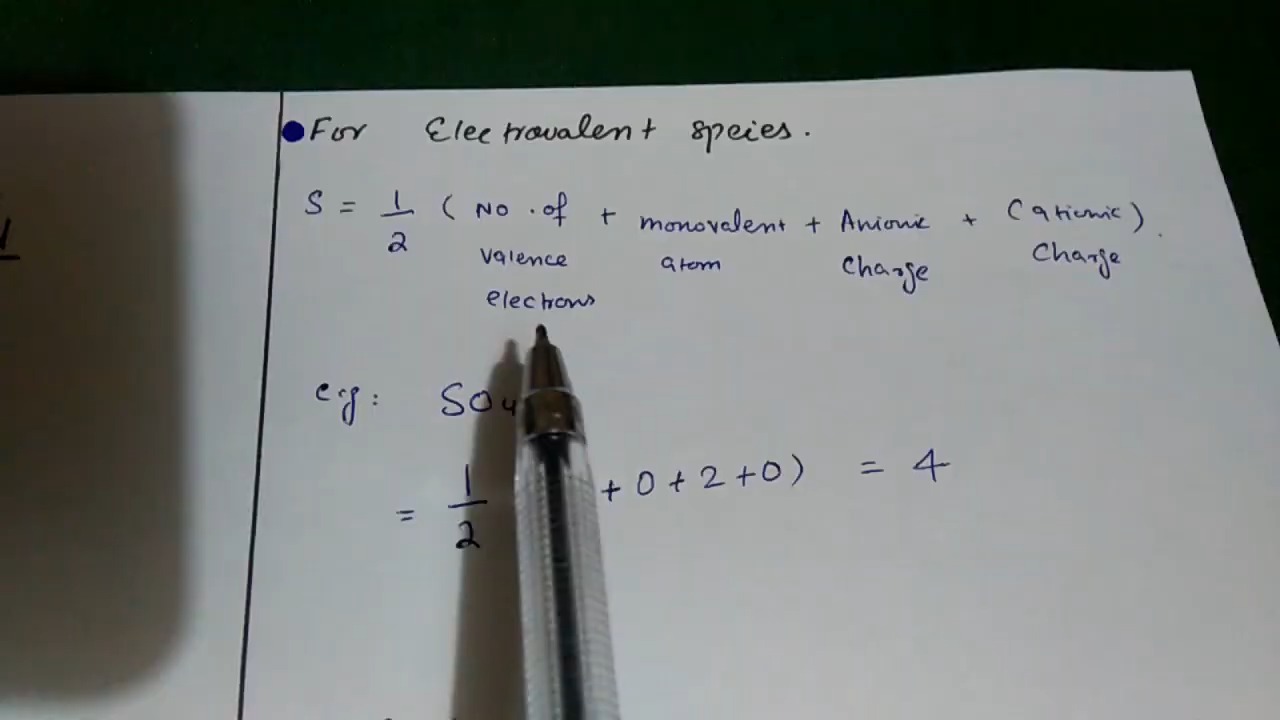 For Electrovalent speies.
S = 1/2 ( No. of valence electrons + monovalent atom + Anionic Charge + Cationic) Charge .
e.g: SO4
= 1/2 + 0 + 2 + 0) = 4